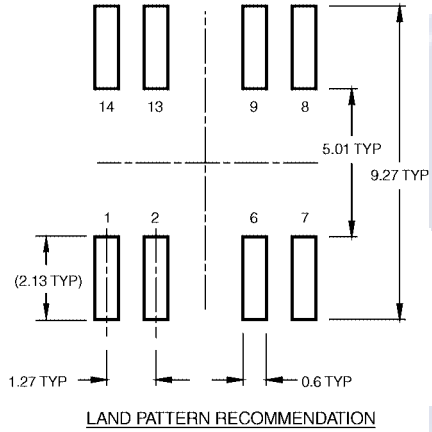 14 13 9 8
5.01 TYP
9.27 TYP
1 2 6 7
(2.13 TYP)
1.27 TYP 0.6 TYP
LAND PATTERN RECOMMENDATION